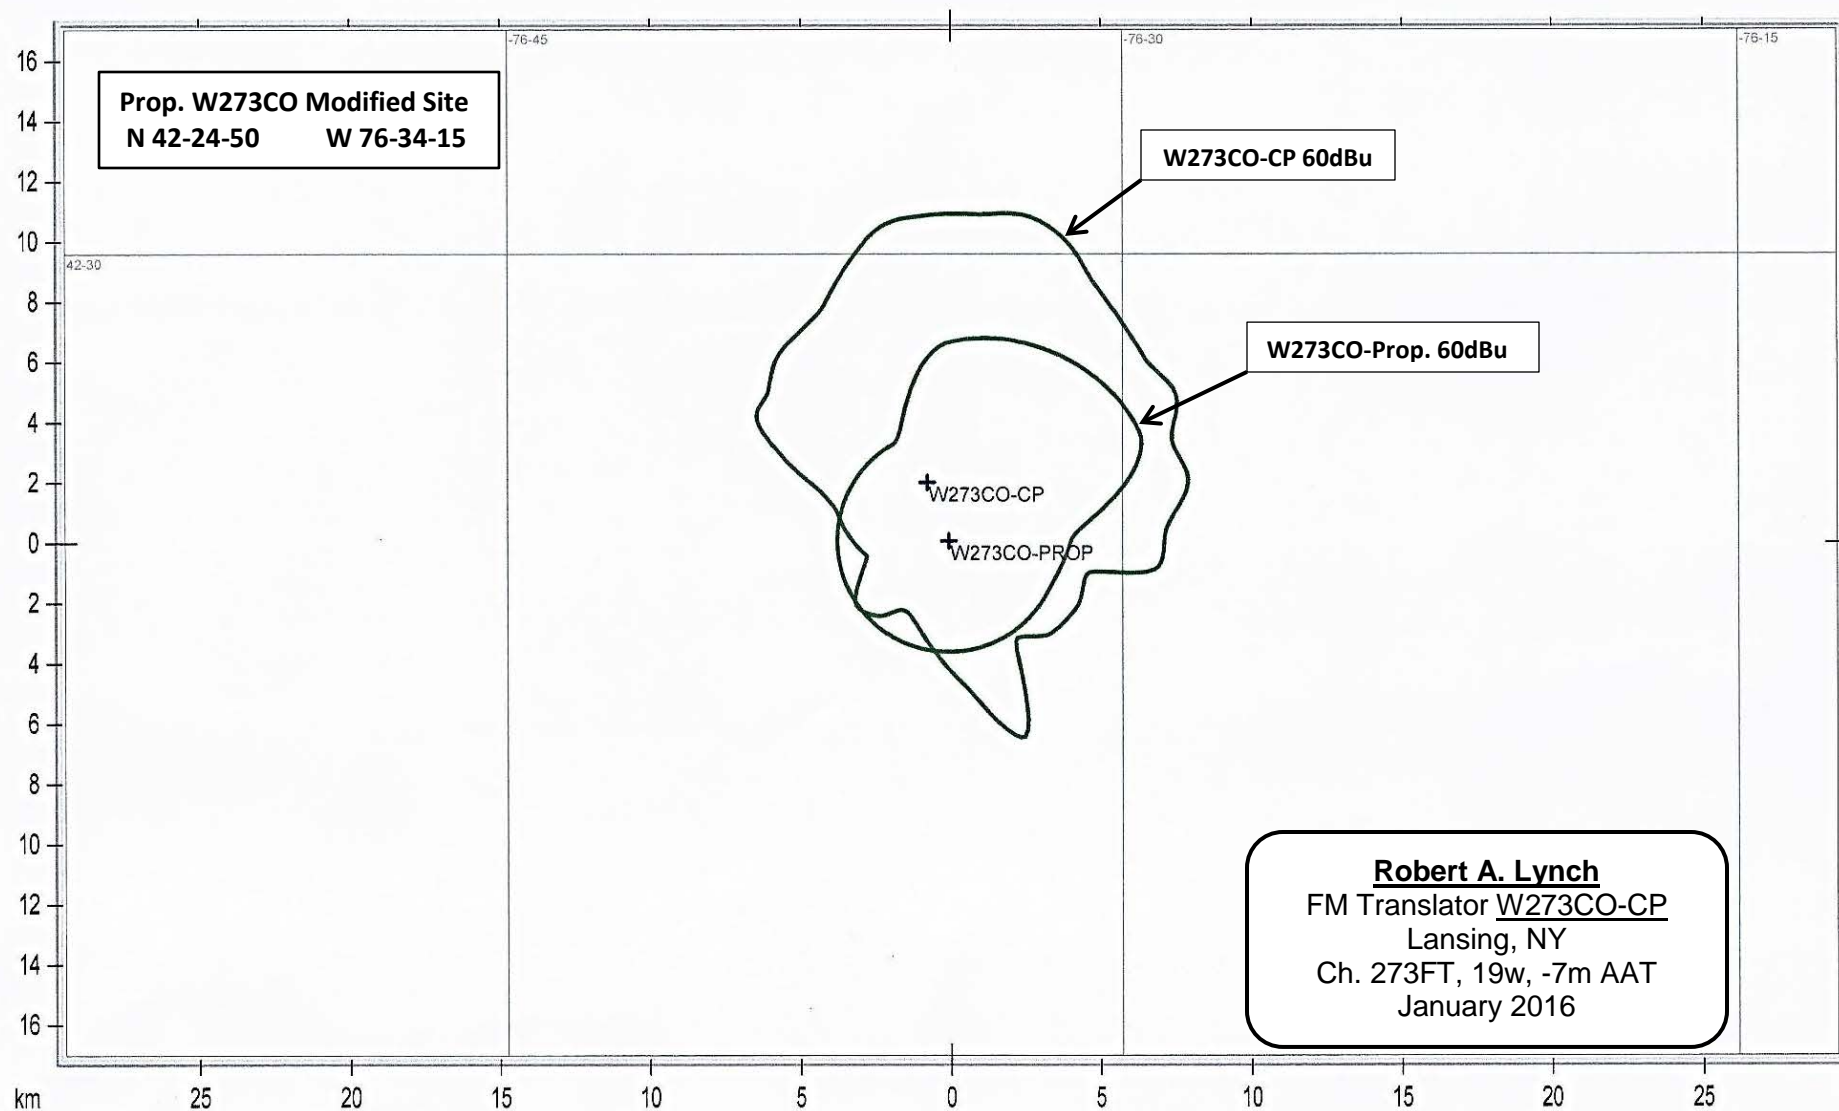 -76-45
-76-30
-76-15
Prop. W273CO Modified Site
N 42-24-50 W 76-34-15
W273CO-CP 60dBu
42-30
W273CO-Prop. 60dBu
W273CO-CP
W273CO-PROP
16
14
12
10
8
6
4
2
0
2
4
6
8
10
12
14
16
Robert A. Lynch
FM Translator W273CO-CP
Lansing, NY
Ch. 273FT, 19w, -7m AAT
January 2016
km 25 20 15 10 5 0 5 10 15 20 25